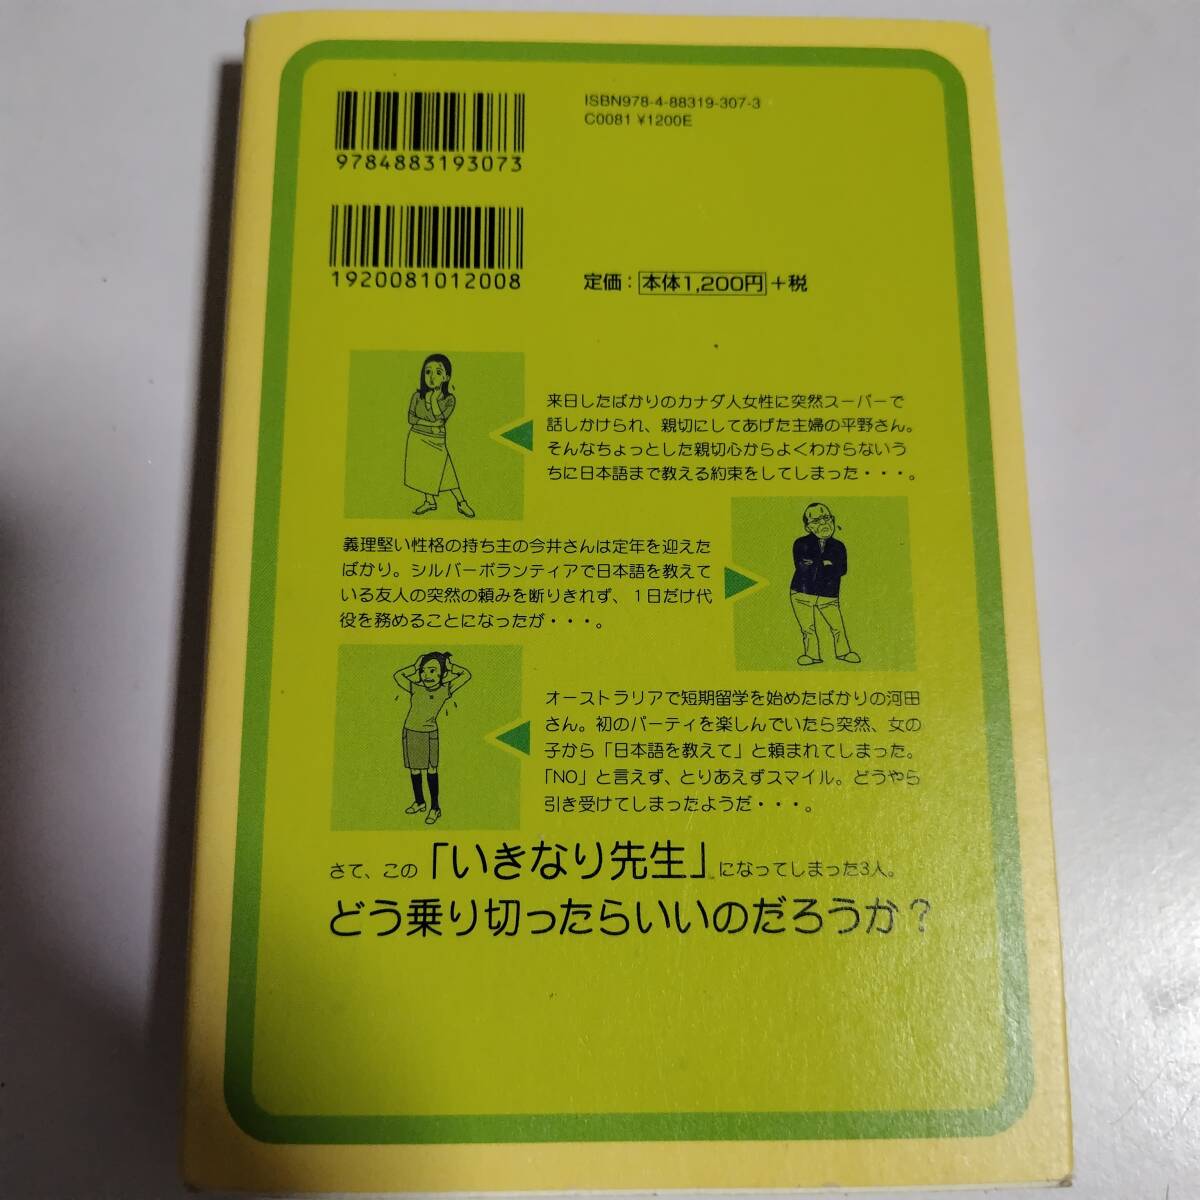 ISBN978-4-88319-307-3
C0081 ¥1200E
9784883193073
1920081012008
定価：本体1,200円＋税
来日したばかりのカナダ人女性に突然スーパーで
話しかけられ、親切にしてあげた主婦の平野さん。
そんなちょっとした親切心からよくわからないう
ちに日本語まで教える約束をしてしまった・・・。
義理堅い性格の持ち主の今井さんは定年を迎えた
ばかり。シルバーボランティアで日本語を教えて
いる友人の突然の頼みを断りきれず、１日だけ代
役を務めることになったが・・・。
オーストラリアで短期留学を始めたばかりの河田
さん。初のパーティを楽しんでいたら突然、女の
子から「日本語を教えて」と頼まれてしまった。
「NO」と言えず、とりあえずスマイル。どうやら
引き受けてしまったようだ・・・。
さて、この「いきなり先生」になってしまった3人。
どう乗り切ったらいいのだろうか？